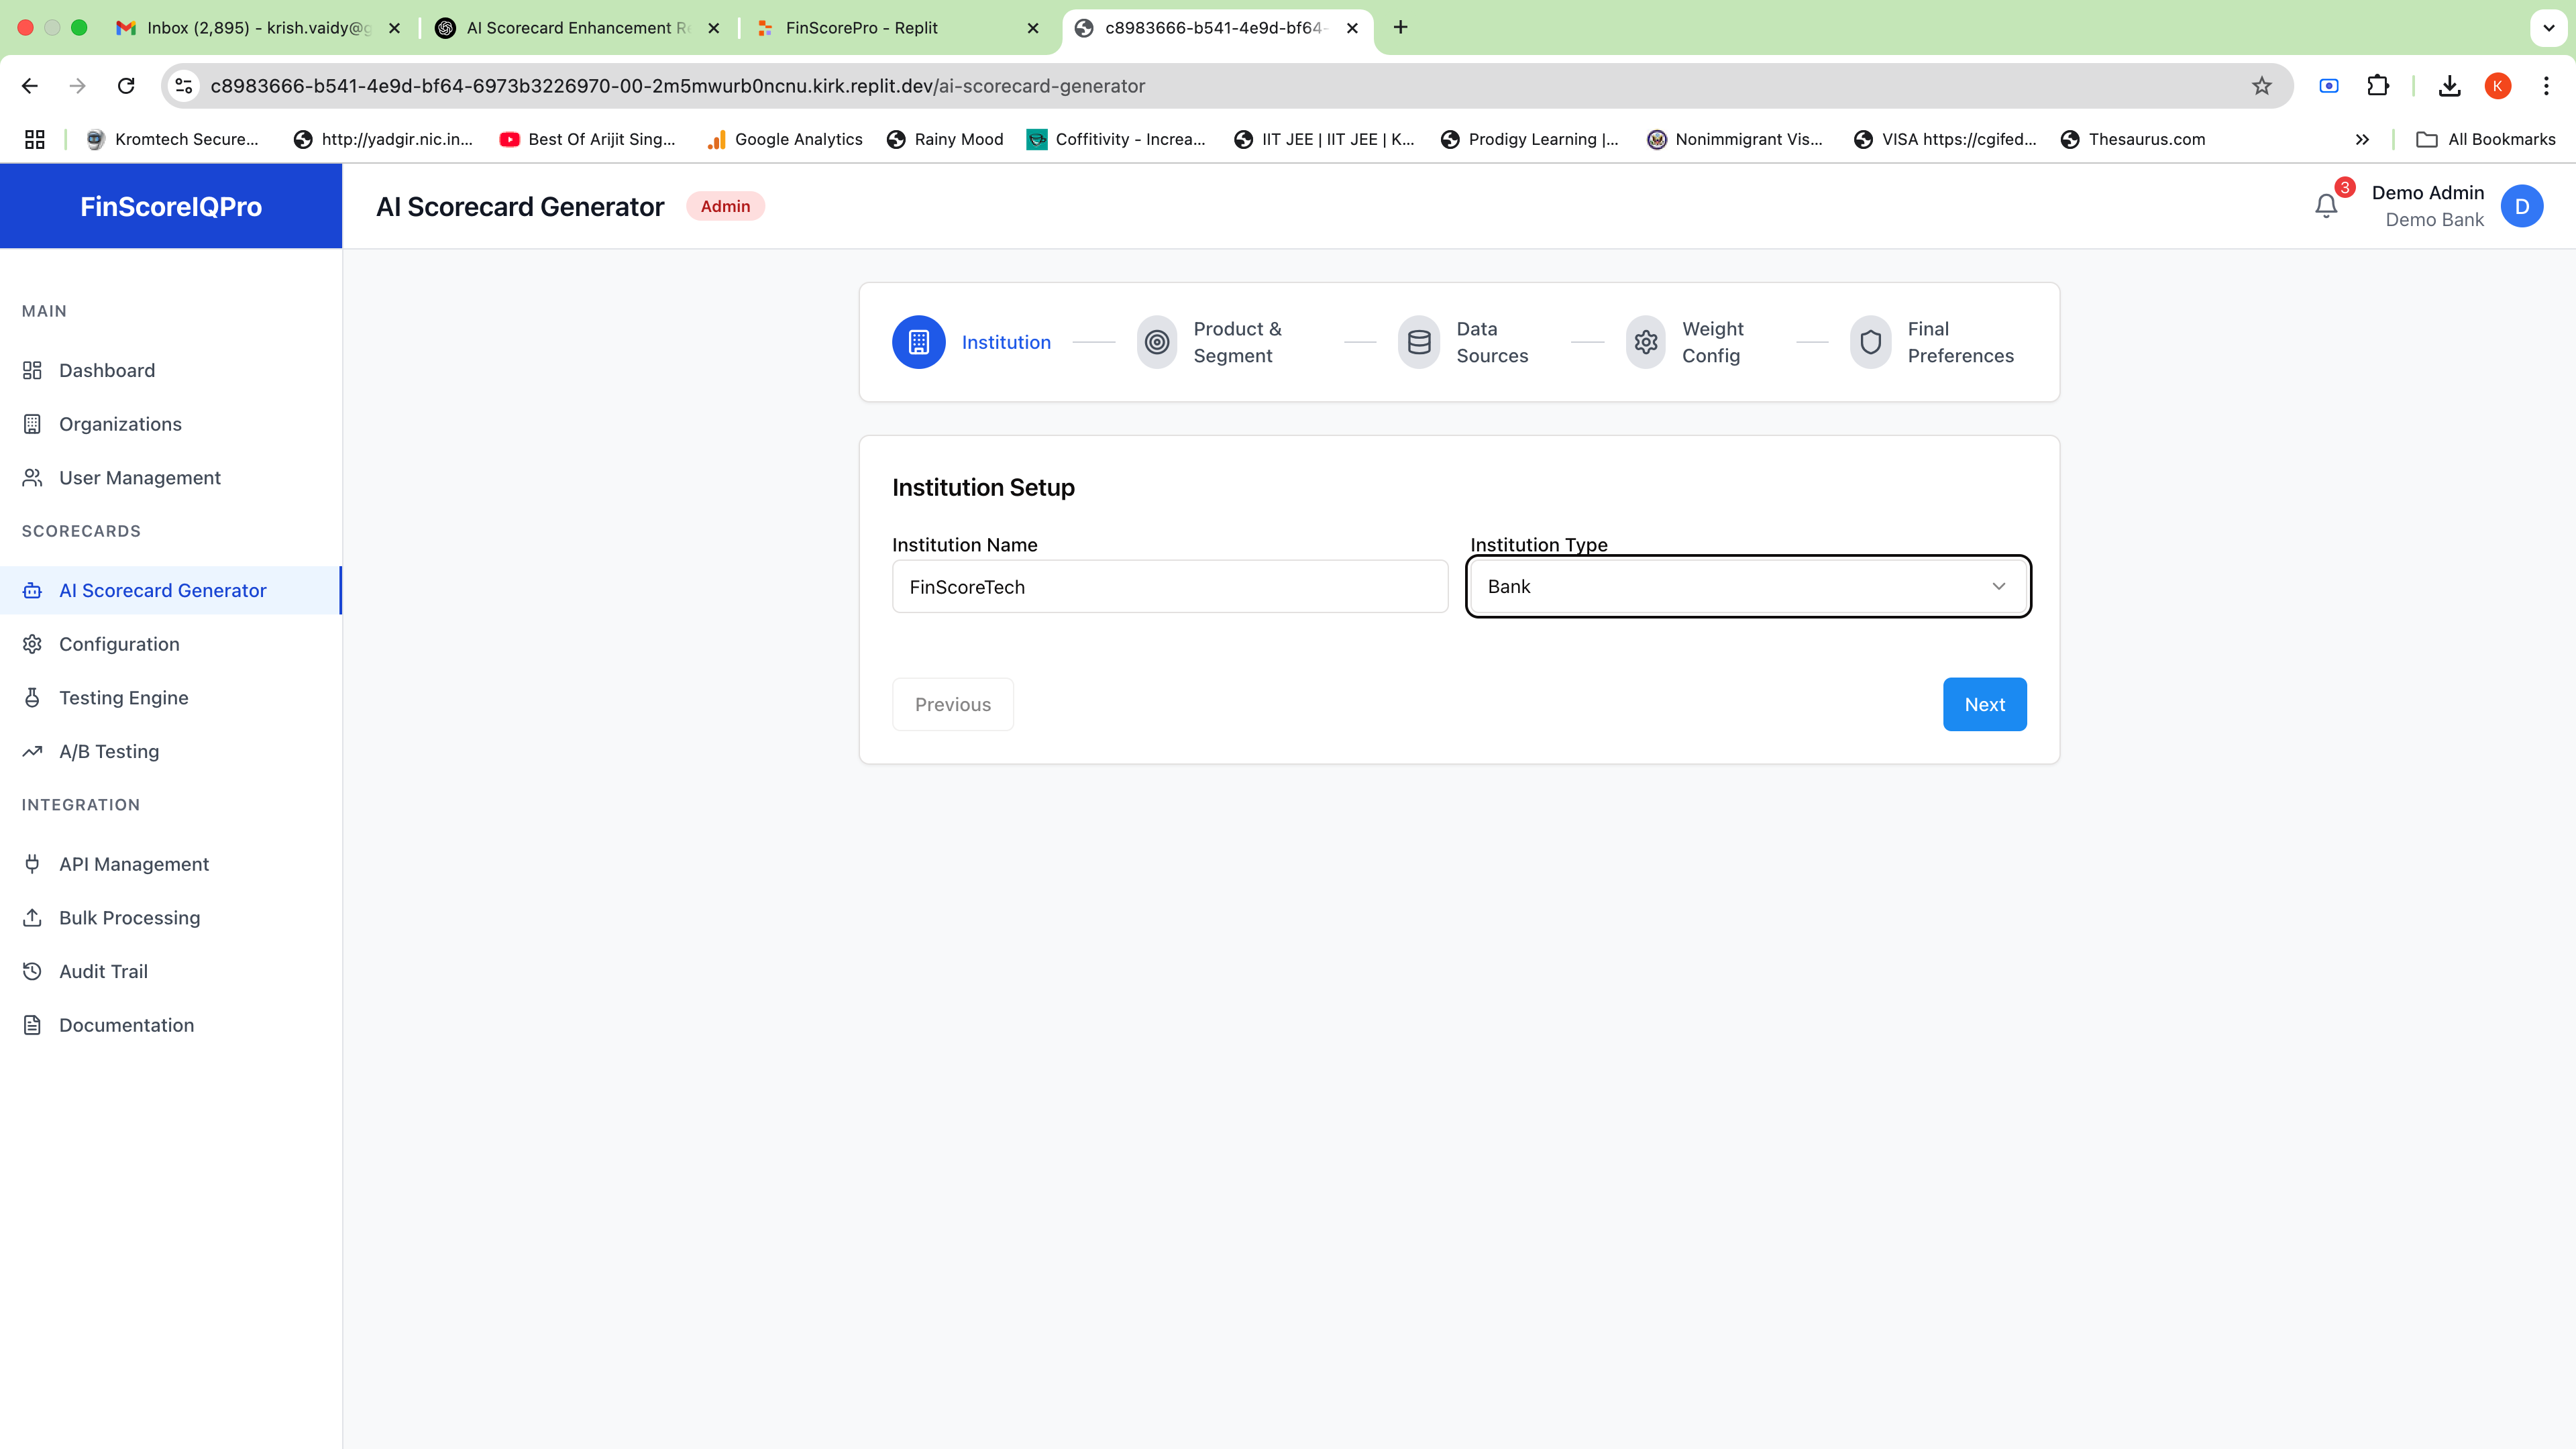 Inbox (2,895) - krish.vaidy@g
AI Scorecard Enhancement Re
FinScorePro - Replit
c8983666-b541-4e9d-bf64-
c8983666-b541-4e9d-bf64-6973b3226970-00-2m5mwurb0ncnu.kirk.replit.dev/ai-scorecard-generator
K
Kromtech Secure...
http://yadgir.nic.in...
Best Of Arijit Sing...
Google Analytics
Rainy Mood
Coffitivity - Increa...
IIT JEE | IIT JEE | K...
Prodigy Learning |...
Nonimmigrant Vis...
VISA https://cgifed...
Thesaurus.com
All Bookmarks
FinScoreIQPro
AI Scorecard Generator
Admin
3
Demo Admin
Demo Bank
D
MAIN
Dashboard
Organizations
User Management
SCORECARDS
AI Scorecard Generator
Configuration
Testing Engine
A/B Testing
INTEGRATION
API Management
Bulk Processing
Audit Trail
Documentation
Institution
Product &
Segment
Data
Sources
Weight
Config
Final
Preferences
Institution Setup
Institution Name
Institution Type
FinScoreTech
Bank
Previous
Next